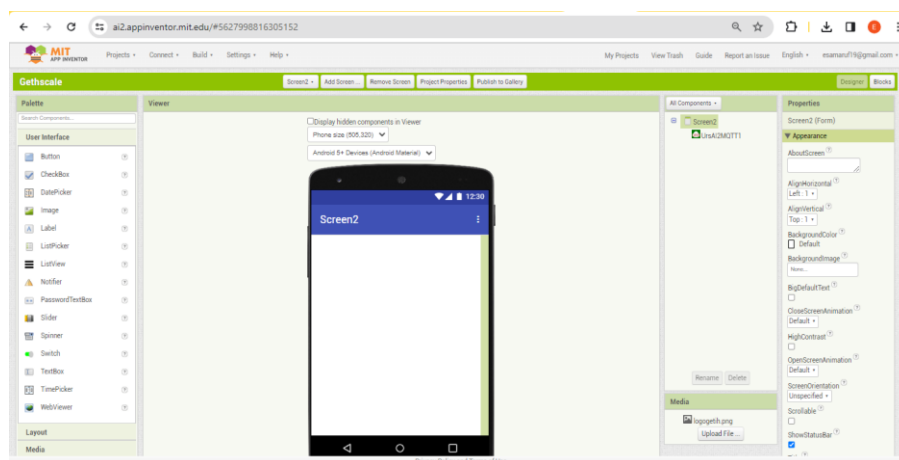 ai2.appinventor.mit.edu/#5627998816305152
MIT
APP INVENTOR
Projects
Connect
Build
Settings
Help
My Projects
View Trash
Guide
Report an Issue
English
esamaruf19@gmail.com
Gethscale
Screen2
Add Screen ...
Remove Screen
Project Properties
Publish to Gallery
Designer
Blocks
Palette
Search Components...
User Interface
Button
CheckBox
DatePicker
Image
Label
ListPicker
ListView
Notifier
PasswordTextBox
Slider
Spinner
Switch
TextBox
TimePicker
WebViewer
Layout
Media
Viewer
Display hidden components in Viewer
Phone size (505,320)
Android 5+ Devices (Android Material)
12:30
Screen2
All Components
Screen2
UrsAI2MQTT1
Rename
Delete
Media
logogetih.png
Upload File ...
Properties
Screen2 (Form)
Appearance
AboutScreen
AlignHorizontal
Left : 1
AlignVertical
Top : 1
BackgroundColor
Default
BackgroundImage
None...
BigDefaultText
CloseScreenAnimation
Default
HighContrast
OpenScreenAnimation
Default
ScreenOrientation
Unspecified
Scrollable
ShowStatusBar